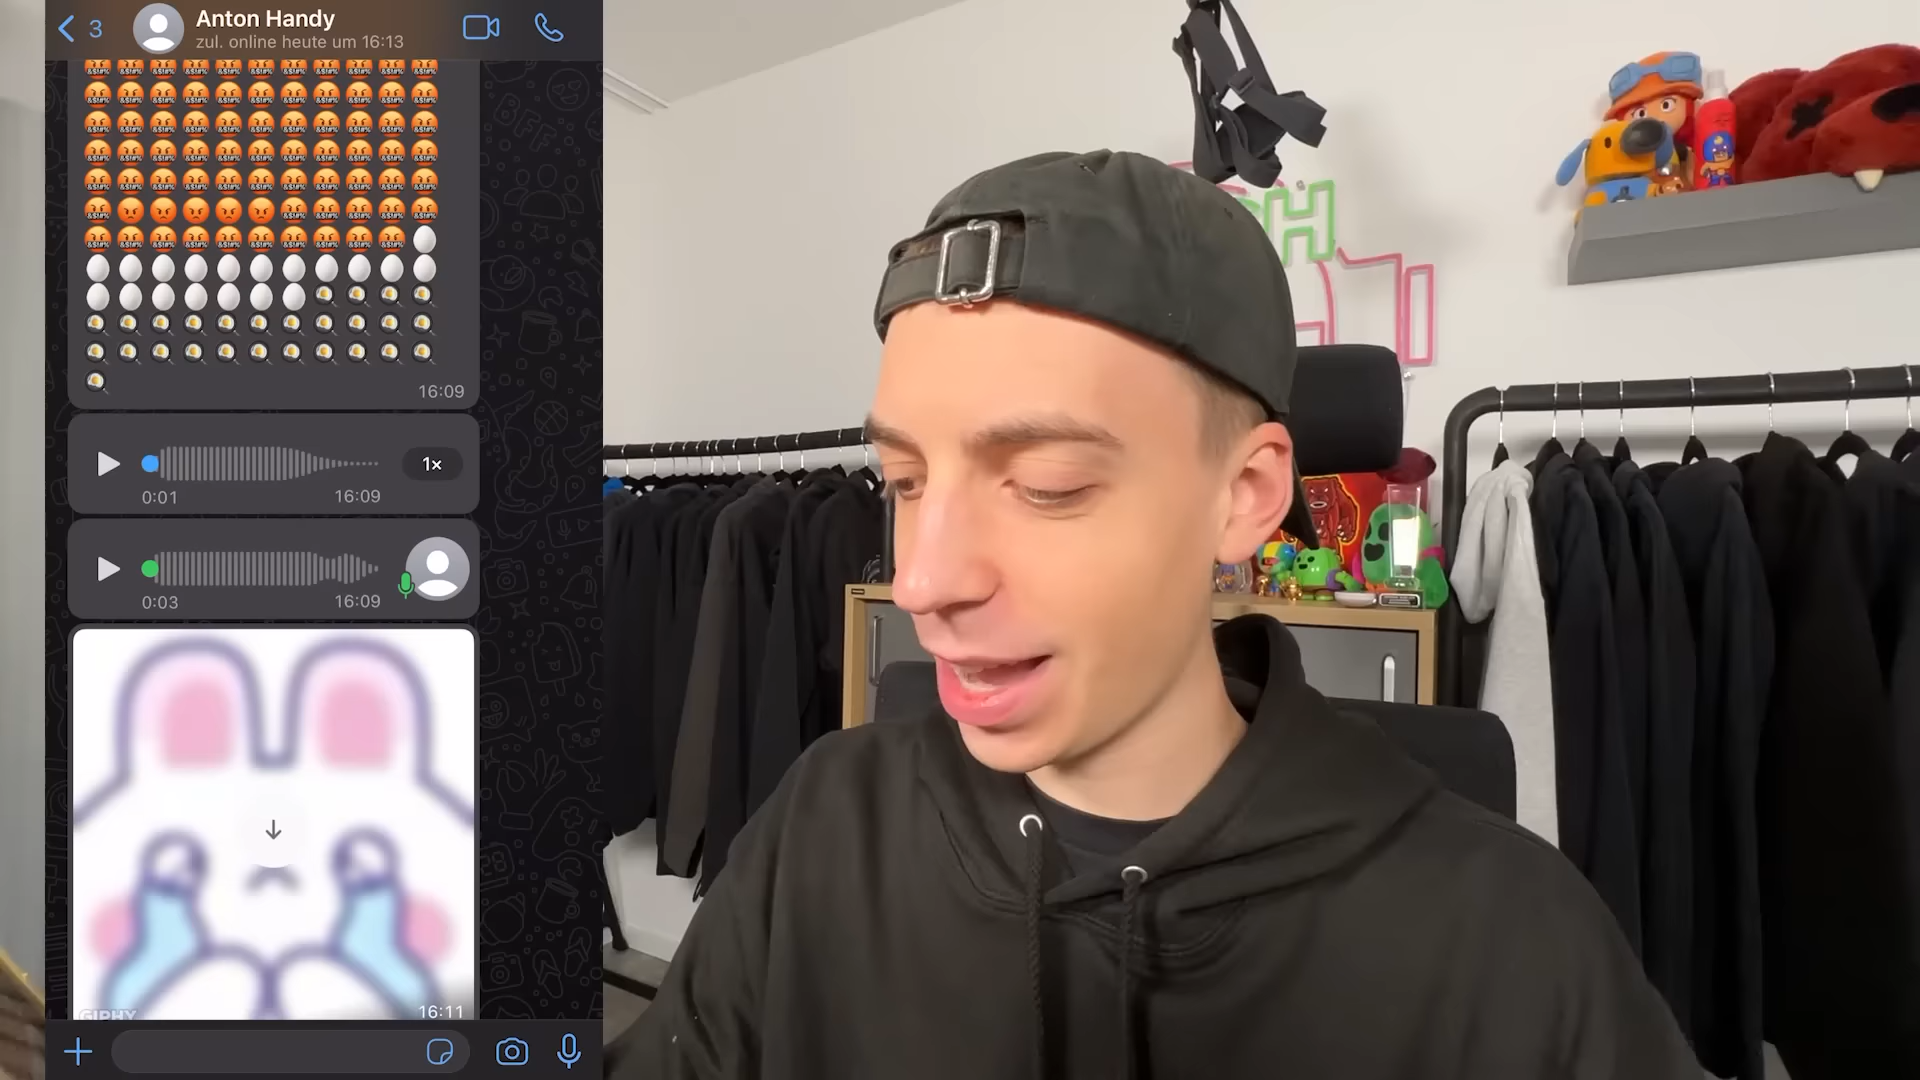 3
Anton Handy
zul. online heute um 16:13
16:09
1×
0:01
16:09
0:03
16:09
GIPHY
16:11